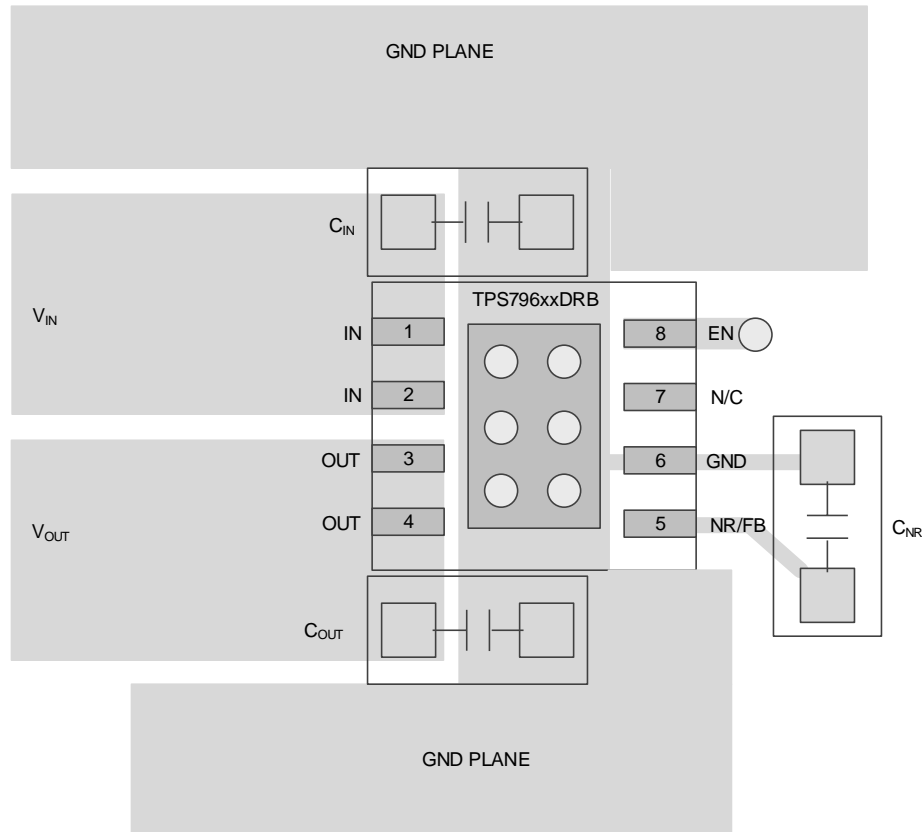 GND PLANE
CIN
TPS796xxDRB
VIN
IN 1 8 EN
IN 2 7 N/C
OUT 3 6 GND
OUT 4 5 NR/FB
VOUT
CNR
COUT
GND PLANE